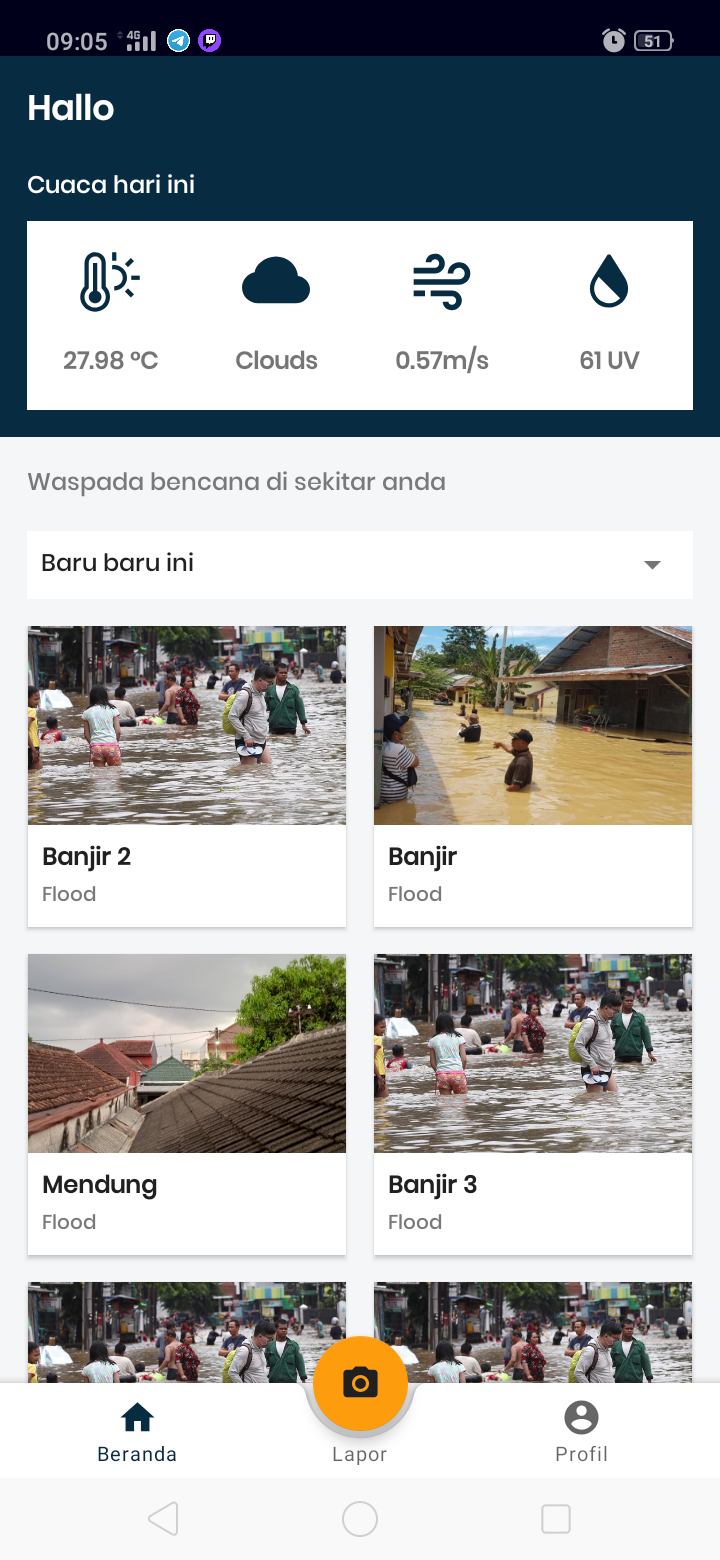 09:05 4G 51
Hallo
Cuaca hari ini
27.98 °C Clouds 0.57m/s 61 UV
Waspada bencana di sekitar anda
Baru baru ini
Banjir 2 Banjir
Flood Flood
Mendung Banjir 3
Flood Flood
Beranda Lapor Profil